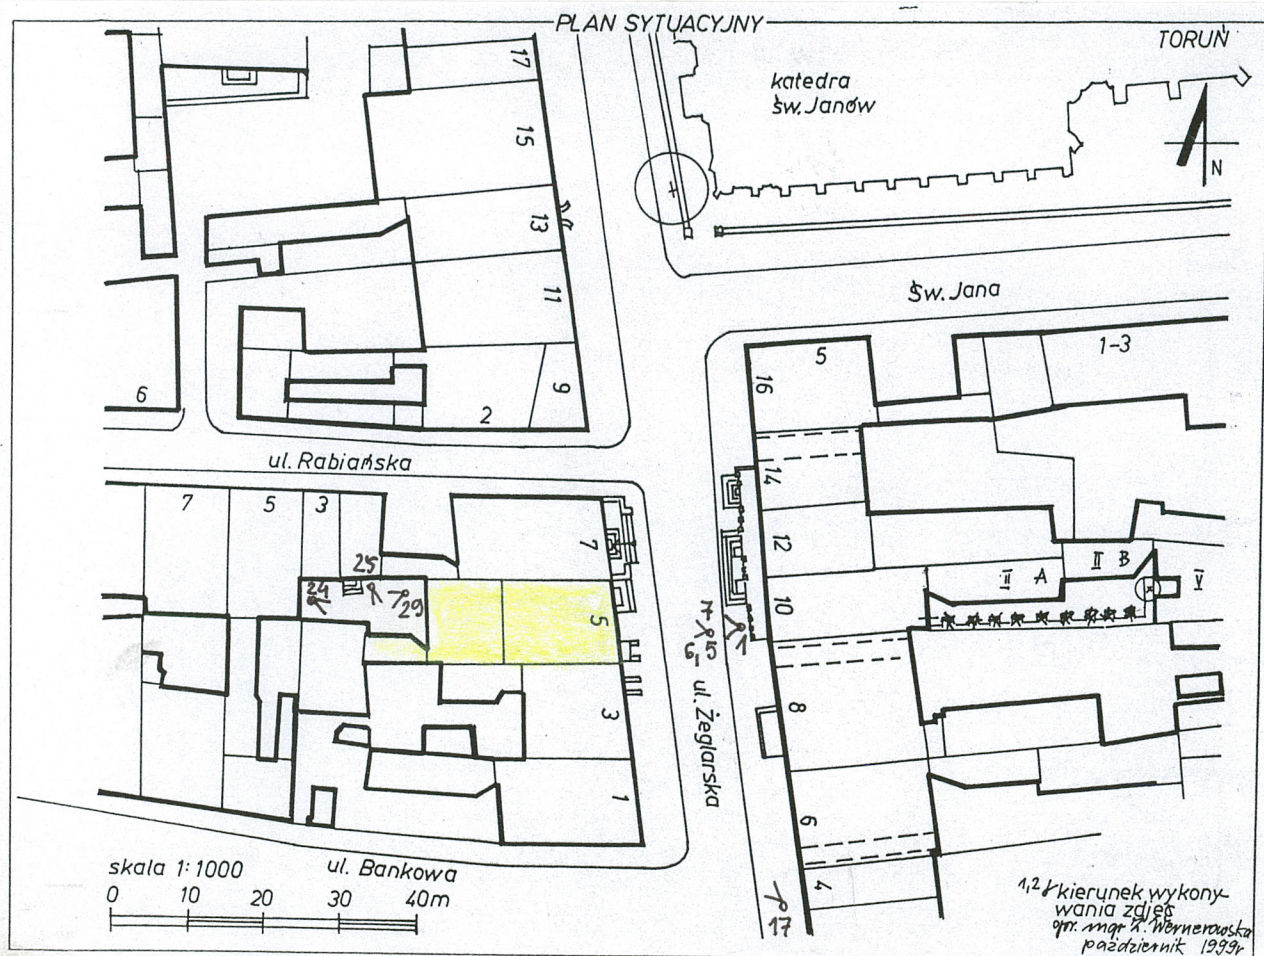 PLAN SYTUACYJNY
TORUŃ
katedra
św. Janów
N
17
15
13
11
9
2
6
Św. Jana
5
1-3
16
14
12
10
8
6
4
ul. Rabiańska
7
5
3
7
5
3
1
25
24
29
II A
II B
V
7
6, 5
1
ul. Żeglarska
17
ul. Bankowa
skala 1:1000
0 10 20 30 40m
1,2 kierunek wykony-
wania zdjęć
opr. mgr K. Wernerowska
październik 1999r